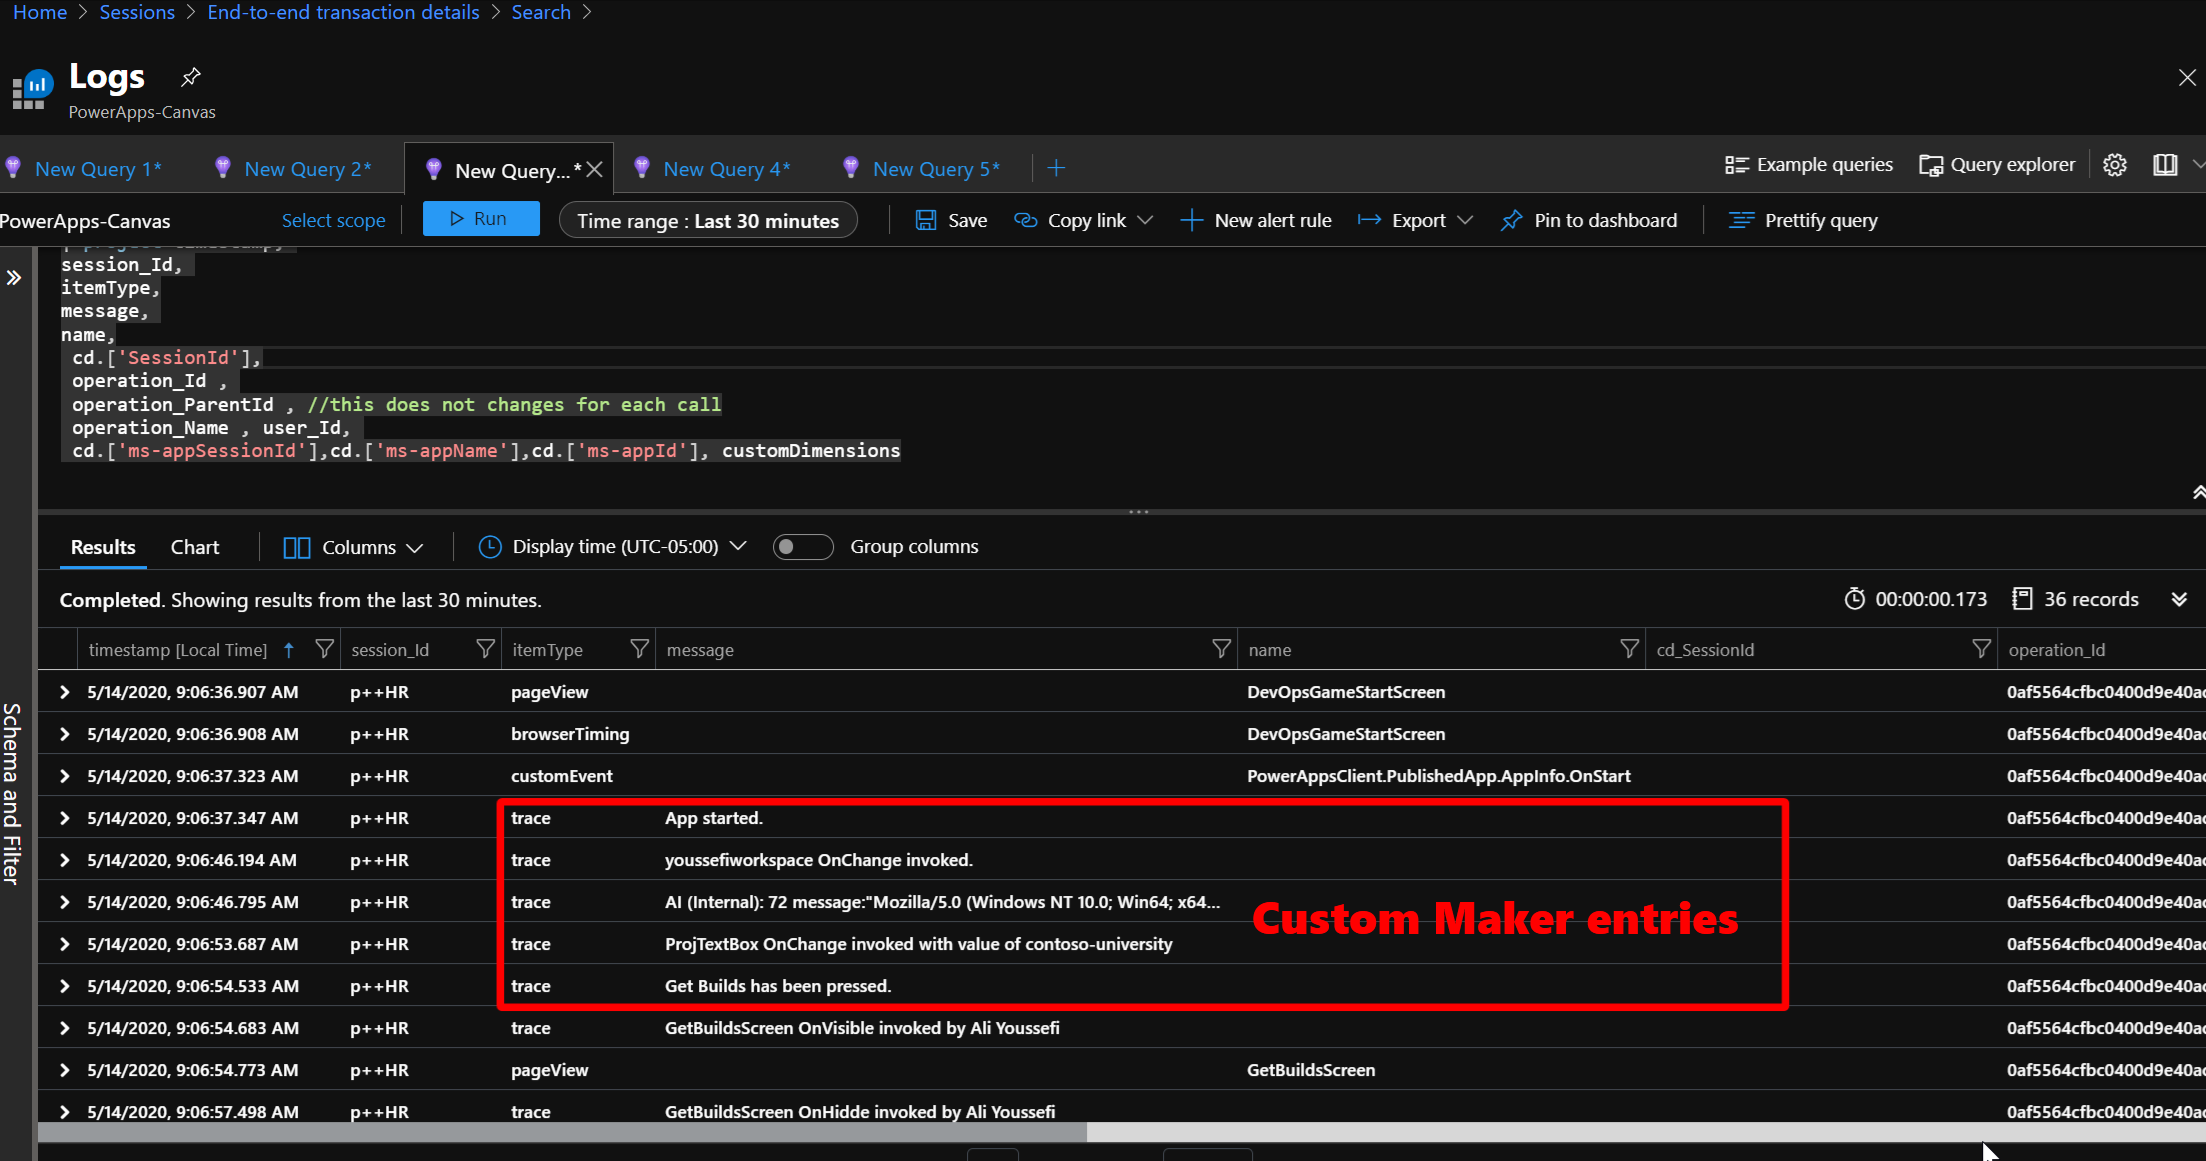 Home > Sessions > End-to-end transaction details > Search >
Logs
PowerApps-Canvas
New Query 1* New Query 2* New Query...* New Query 4* New Query 5* +
Example queries Query explorer
PowerApps-Canvas Select scope Run Time range : Last 30 minutes Save Copy link New alert rule Export Pin to dashboard Prettify query
session_Id,
itemType,
message,
name,
cd.['SessionId'],
operation_Id ,
operation_ParentId , //this does not changes for each call
operation_Name , user_Id,
cd.['ms-appSessionId'],cd.['ms-appName'],cd.['ms-appId'], customDimensions
Results Chart Columns Display time (UTC-05:00) Group columns
Completed. Showing results from the last 30 minutes. 00:00:00.173 36 records
timestamp [Local Time] session_Id itemType message name cd_SessionId operation_Id
5/14/2020, 9:06:36.907 AM p++HR pageView DevOpsGameStartScreen 0af5564cfbc0400d9e40ac
5/14/2020, 9:06:36.908 AM p++HR browserTiming DevOpsGameStartScreen 0af5564cfbc0400d9e40ac
5/14/2020, 9:06:37.323 AM p++HR customEvent PowerAppsClient.PublishedApp.AppInfo.OnStart 0af5564cfbc0400d9e40ac
5/14/2020, 9:06:37.347 AM p++HR trace App started. 0af5564cfbc0400d9e40ac
5/14/2020, 9:06:46.194 AM p++HR trace youssefiworkspace OnChange invoked. 0af5564cfbc0400d9e40ac
5/14/2020, 9:06:46.795 AM p++HR trace AI (Internal): 72 message:"Mozilla/5.0 (Windows NT 10.0; Win64; x64... 0af5564cfbc0400d9e40ac
Custom Maker entries
5/14/2020, 9:06:53.687 AM p++HR trace ProjTextBox OnChange invoked with value of contoso-university 0af5564cfbc0400d9e40ac
5/14/2020, 9:06:54.533 AM p++HR trace Get Builds has been pressed. 0af5564cfbc0400d9e40ac
5/14/2020, 9:06:54.683 AM p++HR trace GetBuildsScreen OnVisible invoked by Ali Youssefi 0af5564cfbc0400d9e40ac
5/14/2020, 9:06:54.773 AM p++HR pageView GetBuildsScreen 0af5564cfbc0400d9e40ac
5/14/2020, 9:06:57.498 AM p++HR trace GetBuildsScreen OnHidde invoked by Ali Youssefi 0af5564cfbc0400d9e40ac
Schema and Filter